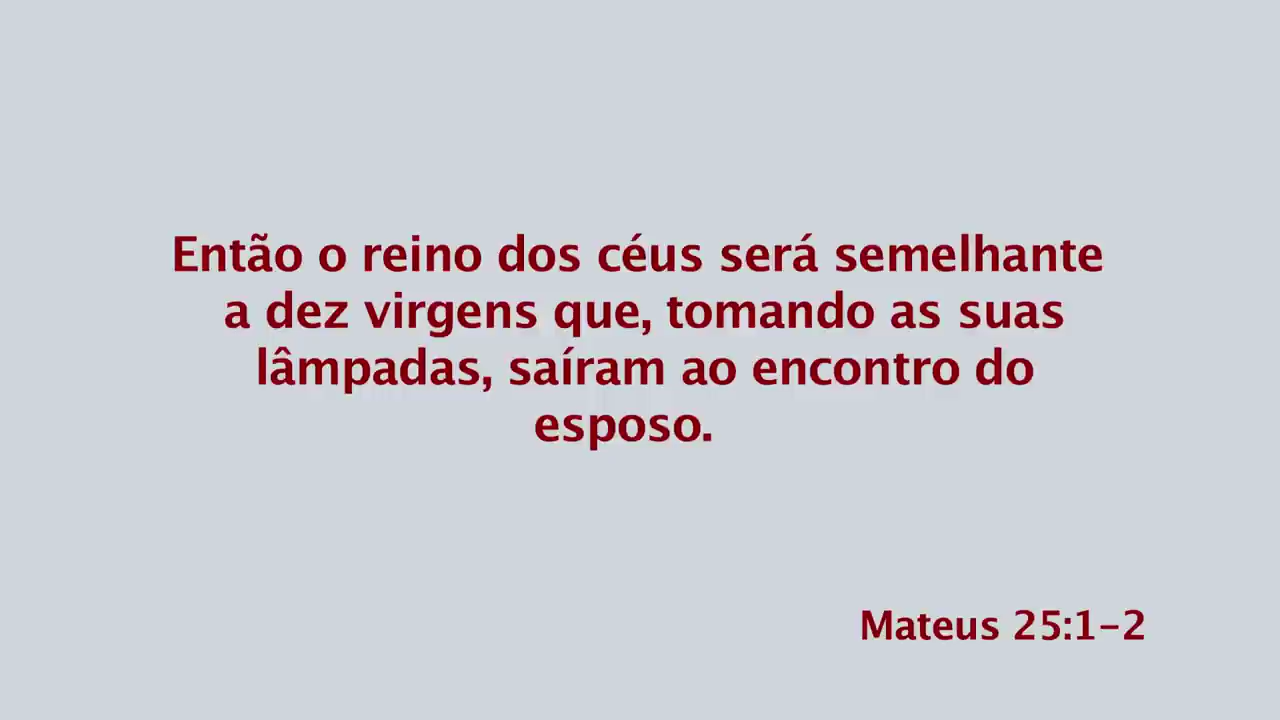 Então o reino dos céus será semelhante
a dez virgens que, tomando as suas
lâmpadas, saíram ao encontro do
esposo.
Mateus 25:1-2